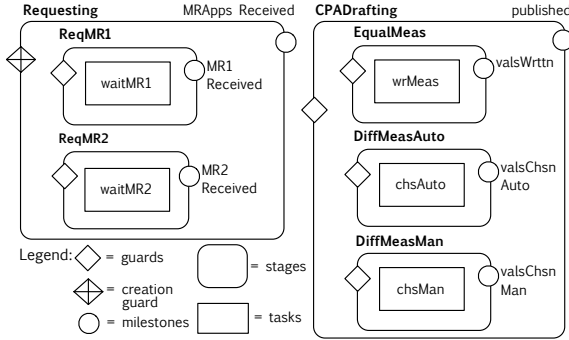 Requesting
MRApps Received
ReqMR1
waitMR1
MR1
Received
ReqMR2
waitMR2
MR2
Received
Legend:
= guards
= creation
guard
= milestones
= stages
= tasks
CPADrafting
published
EqualMeas
wrMeas
valsWrttn
DiffMeasAuto
chsAuto
valsChsn
Auto
DiffMeasMan
chsMan
valsChsn
Man